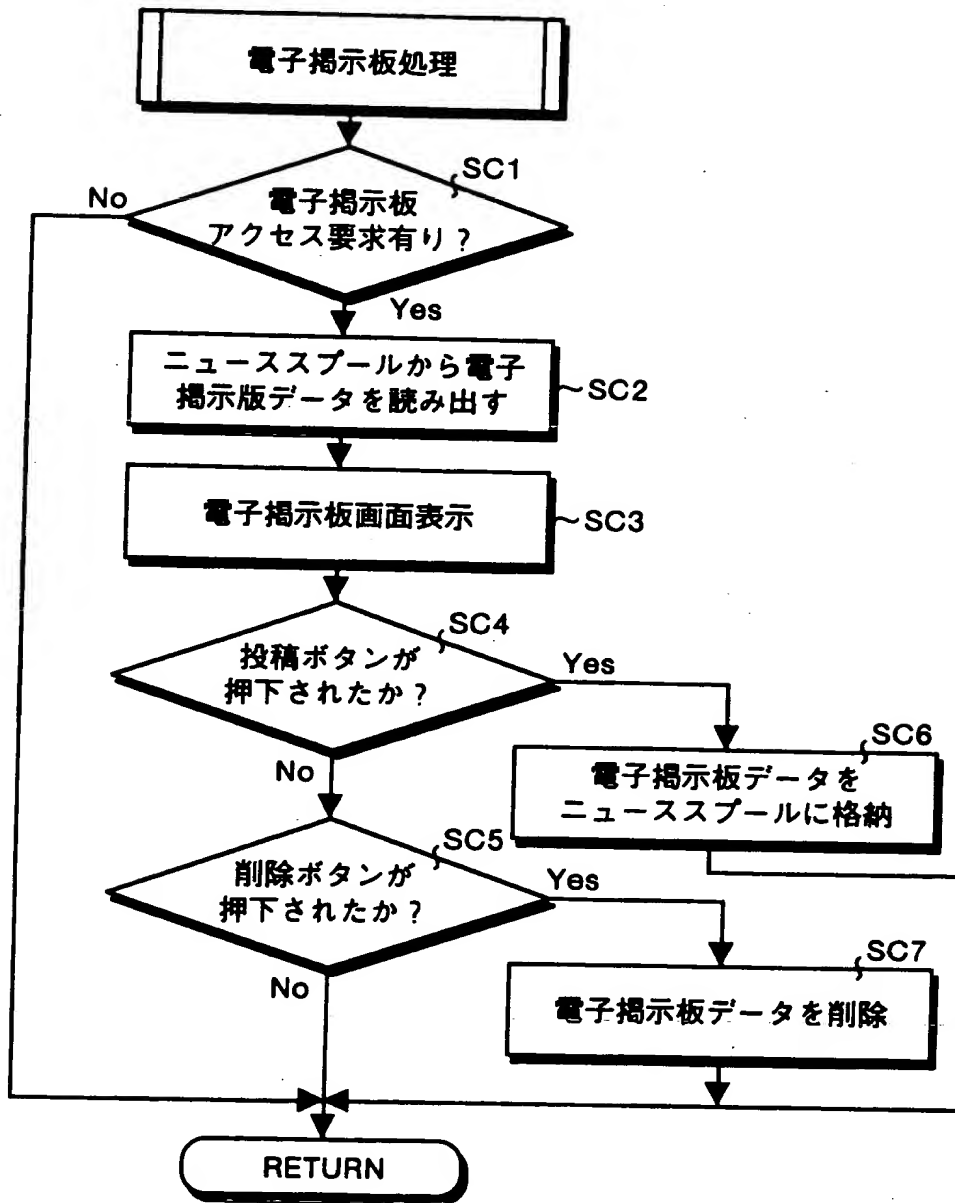 電子掲示板処理
SC1
No
電子掲示板
アクセス要求有り？
Yes
ニューススプールから電子
掲示版データを読み出す
SC2
電子掲示板画面表示
SC3
SC4
投稿ボタンが
押下されたか？
Yes
No
SC6
電子掲示板データを
ニューススプールに格納
SC5
削除ボタンが
押下されたか？
Yes
No
SC7
電子掲示板データを削除
RETURN